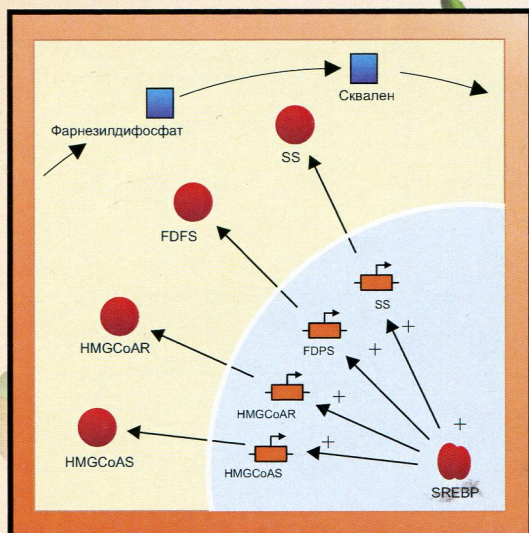 Сквален
Фарнезилдифосфат
SS
FDFS
SS
FDPS
HMGCoAR
HMGCoAR
HMGCoAS
HMGCoAS
SREBP
+
+
+
+
+